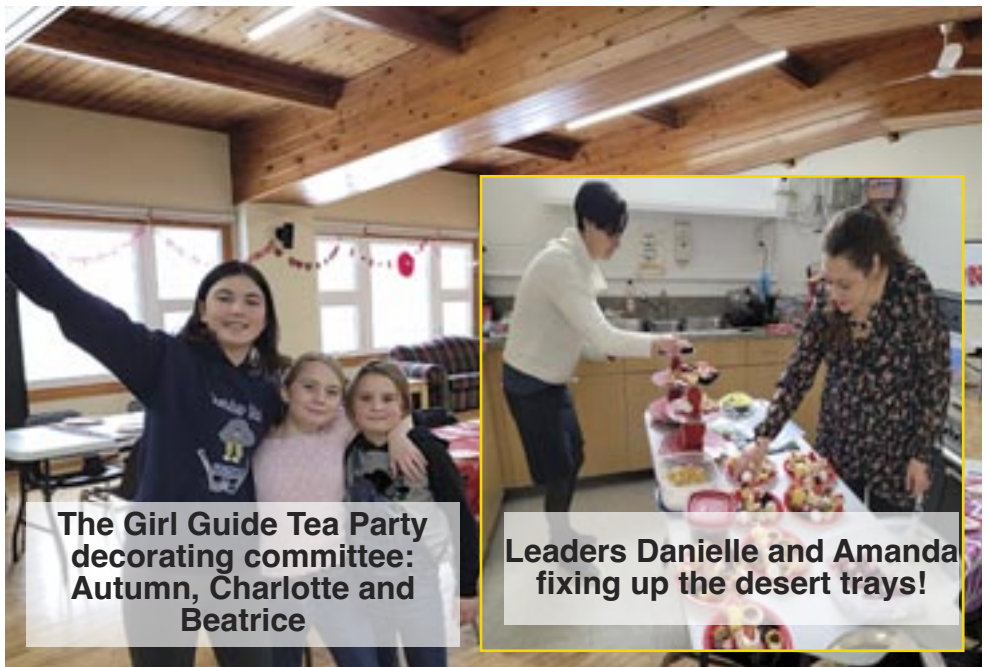 The Girl Guide Tea Party
decorating committee:
Autumn, Charlotte and
Beatrice
Leaders Danielle and Amanda
fixing up the desert trays!